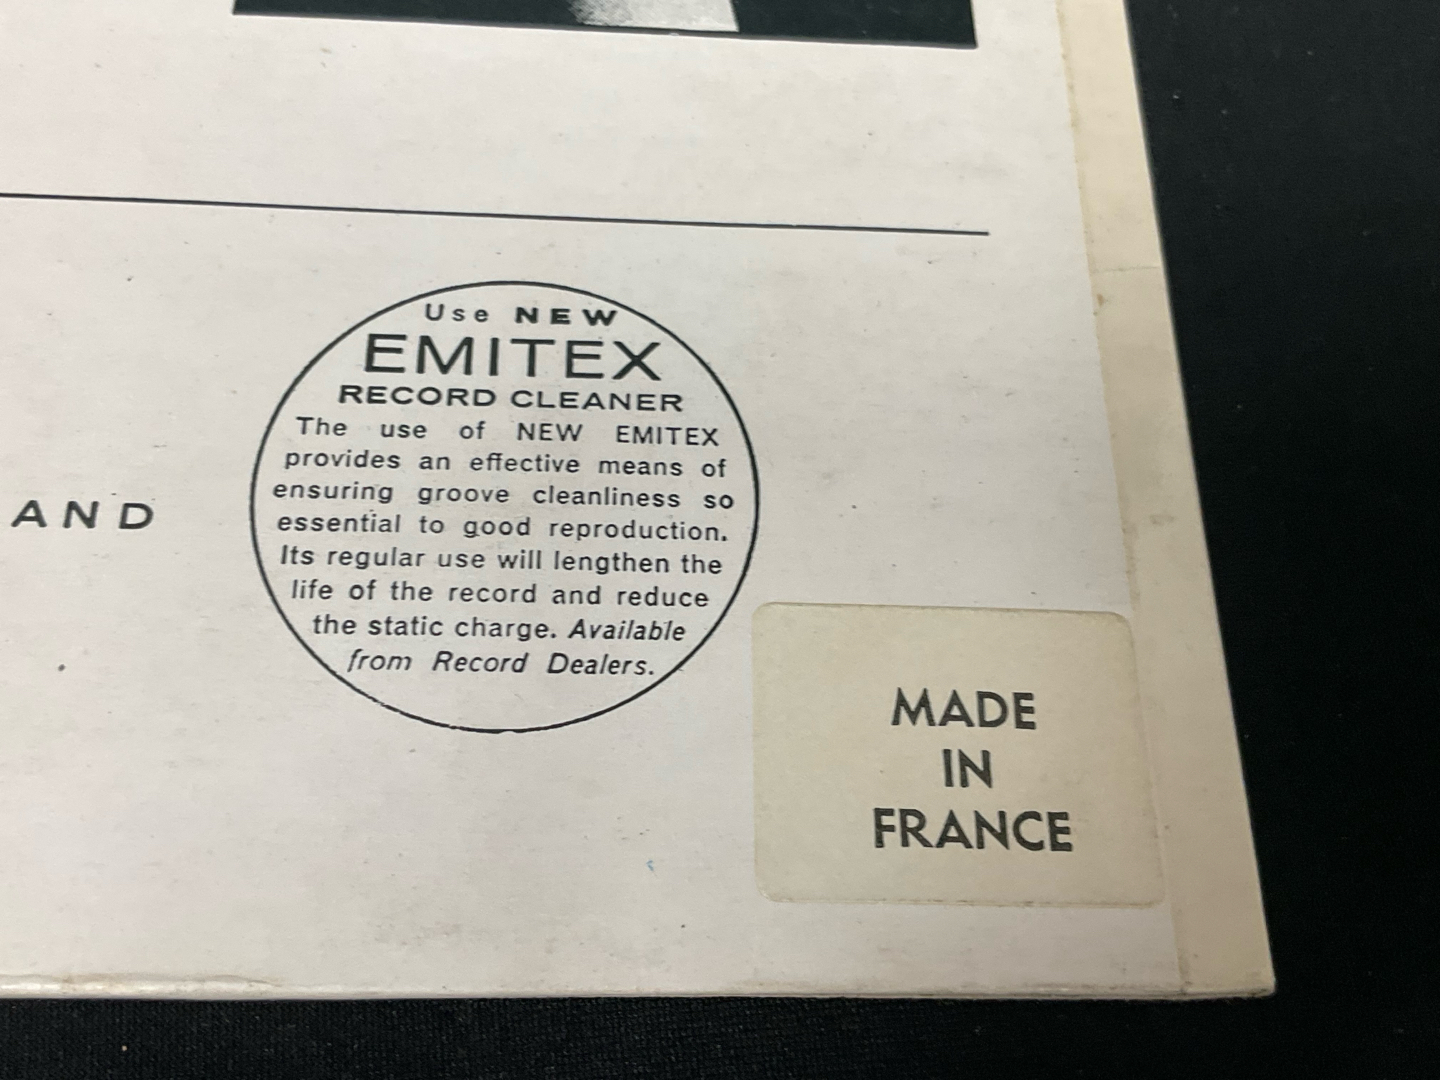 Use NEW
EMITEX
RECORD CLEANER
The use of NEW EMITEX
provides an effective means of
ensuring groove cleanliness so
essential to good reproduction.
Its regular use will lengthen the
life of the record and reduce
the static charge. Available
from Record Dealers.
AND
MADE
IN
FRANCE